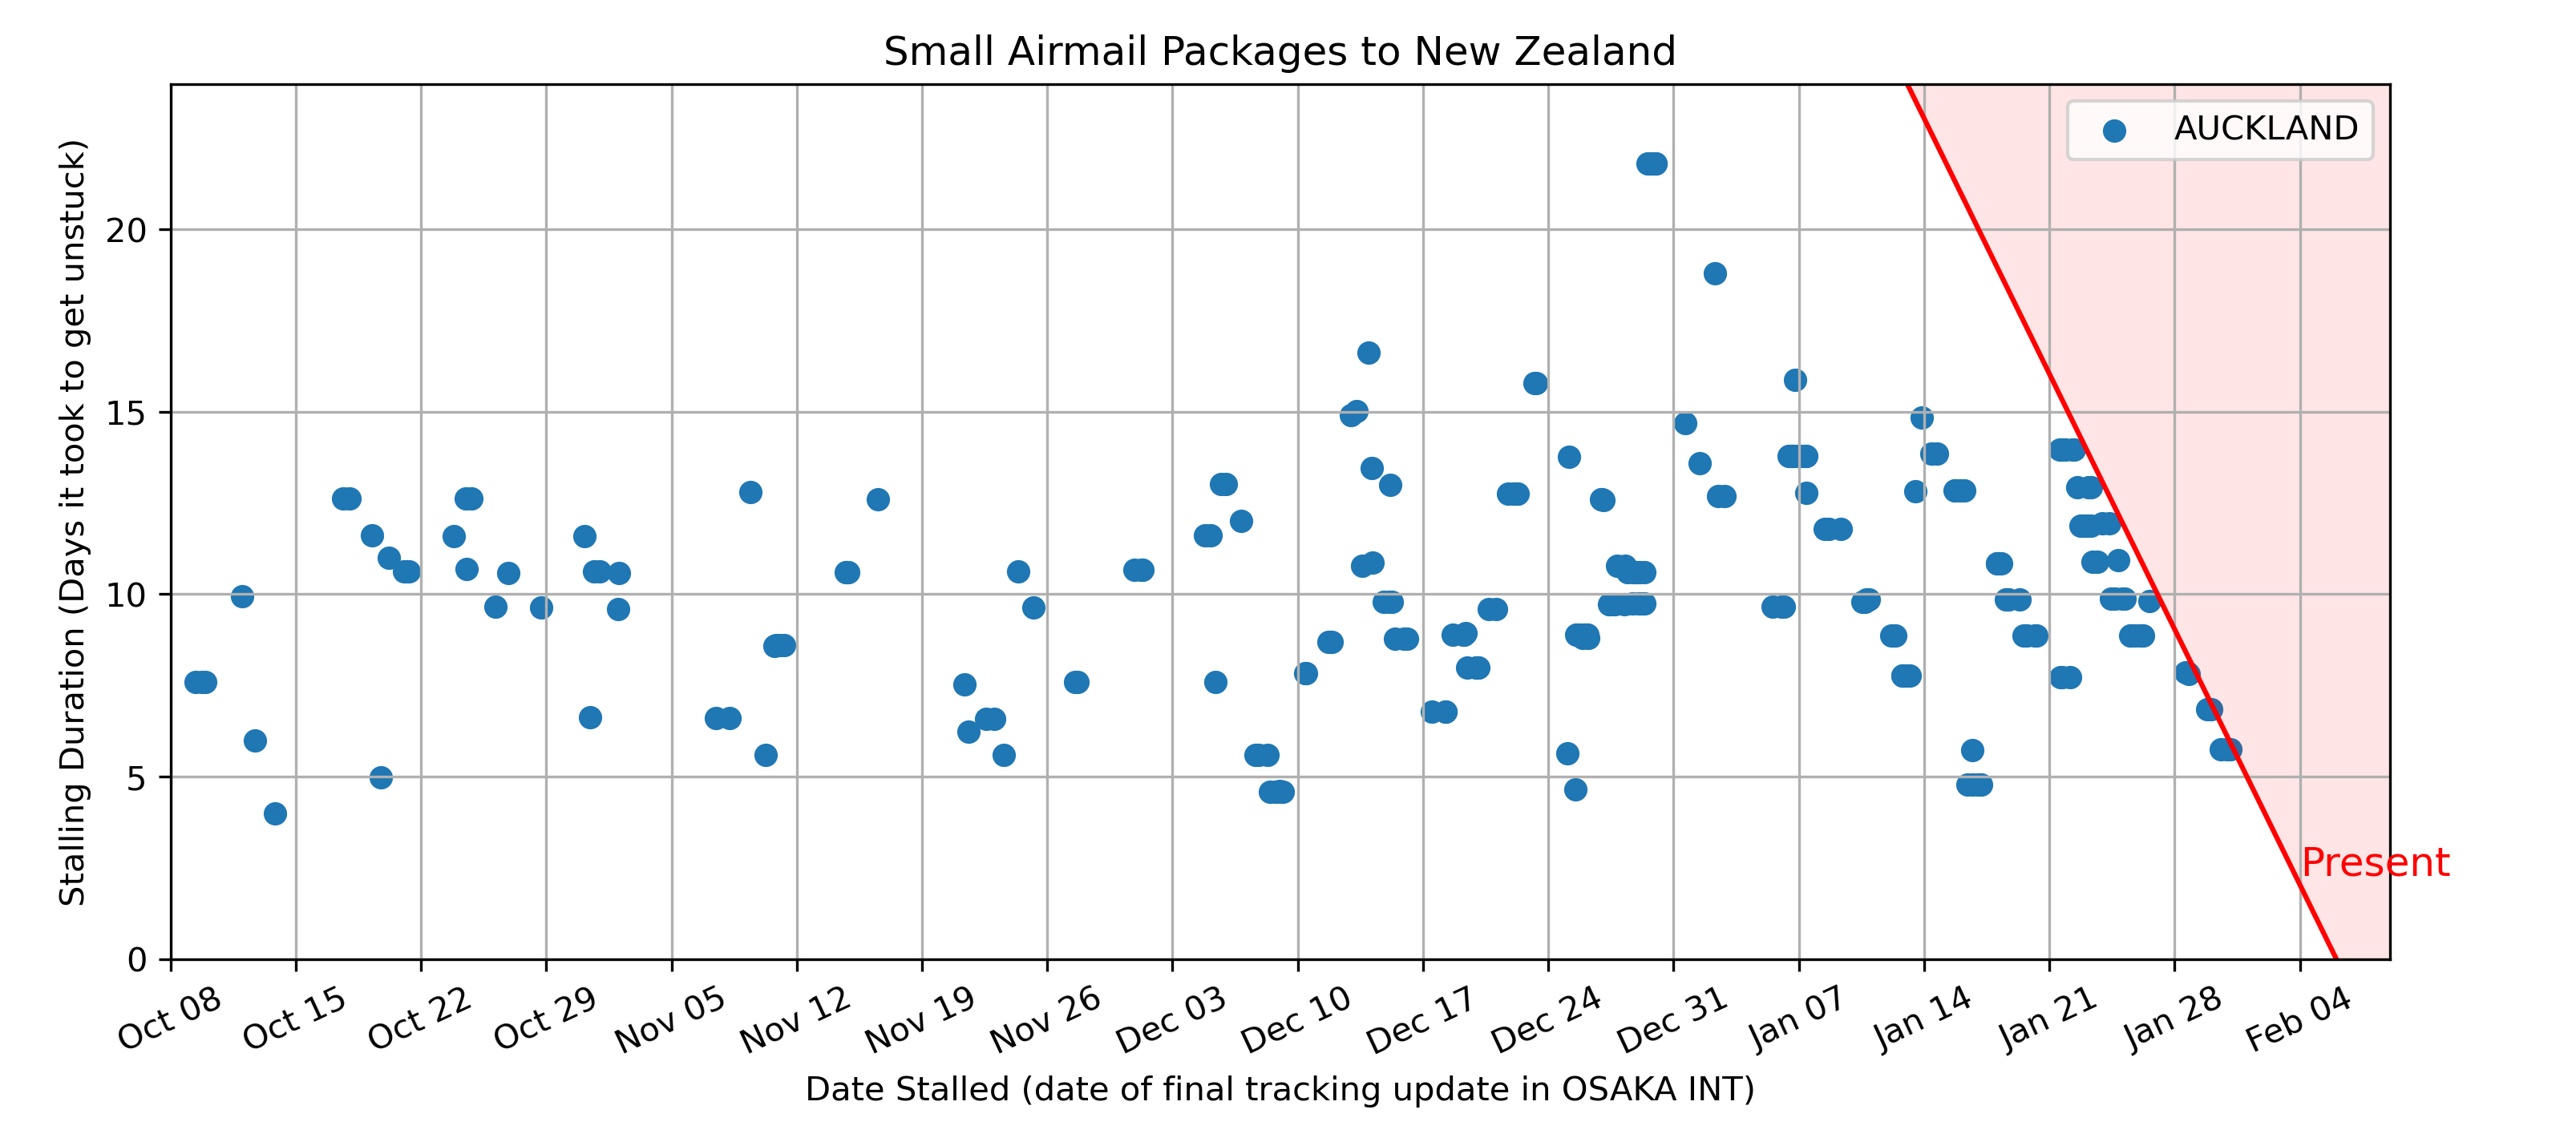 Small Airmail Packages to New Zealand
AUCKLAND
Stalling Duration (Days it took to get unstuck)
20
15
10
5
0
Present
Oct 08
Oct 15
Oct 22
Oct 29
Nov 05
Nov 12
Nov 19
Nov 26
Dec 03
Dec 10
Dec 17
Dec 24
Dec 31
Jan 07
Jan 14
Jan 21
Jan 28
Feb 04
Date Stalled (date of final tracking update in OSAKA INT)